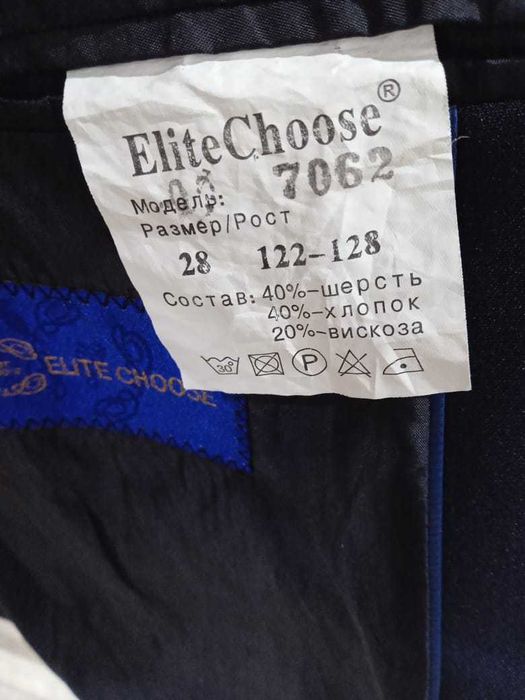 EliteChoose®
Модель: 7062
Размер/Рост
28 122-128
Состав: 40%-шерсть
40%-хлопок
20%-вискоза
30° P
ELITE CHOOSE